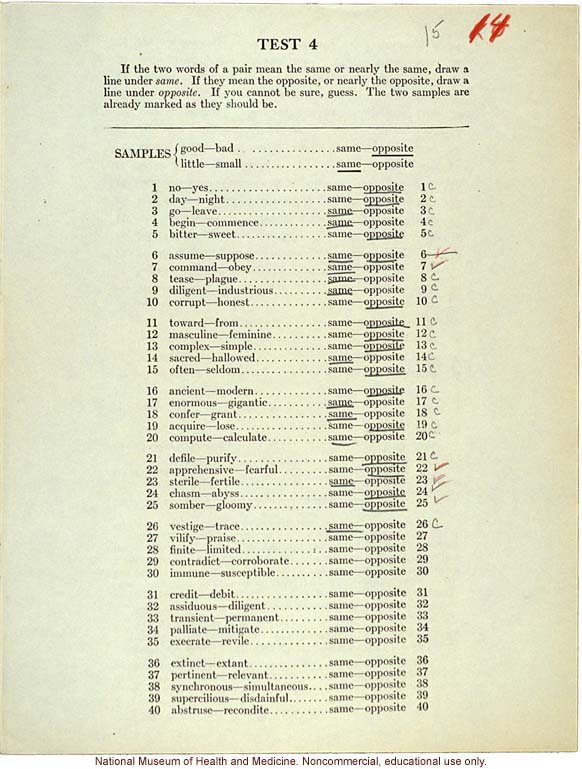 15 14
TEST 4
If the two words of a pair mean the same or nearly the same, draw a
line under same. If they mean the opposite, or nearly the opposite, draw a
line under opposite. If you cannot be sure, guess. The two samples are
already marked as they should be.
SAMPLES { good—bad . . . . . . . . . . . . . . . . same—opposite
little—small . . . . . . . . . . . . . . same—opposite
1 no—yes......................same—opposite 1 c
2 day—night...................same—opposite 2 c
3 go—leave....................same—opposite 3 c
4 begin—commence..............same—opposite 4 c
5 bitter—sweet................same—opposite 5 c
6 assume—suppose..............same—opposite 6
7 command—obey................same—opposite 7
8 tease—plague................same—opposite 8 c
9 diligent—industrious........same—opposite 9 c
10 corrupt—honest..............same—opposite 10 c
11 toward—from.................same—opposite 11 c
12 masculine—feminine..........same—opposite 12 c
13 complex—simple..............same—opposite 13 c
14 sacred—hallowed.............same—opposite 14 c
15 often—seldom................same—opposite 15 c
16 ancient—modern..............same—opposite 16 c
17 enormous—gigantic...........same—opposite 17 c
18 confer—grant................same—opposite 18 c
19 acquire—lose................same—opposite 19 c
20 compute—calculate...........same—opposite 20 c
21 defile—purify...............same—opposite 21 c
22 apprehensive—fearful........same—opposite 22
23 sterile—fertile.............same—opposite 23
24 chasm—abyss.................same—opposite 24
25 somber—gloomy...............same—opposite 25
26 vestige—trace...............same—opposite 26 c
27 vilify—praise...............same—opposite 27
28 finite—limited..............same—opposite 28
29 contradict—corroborate......same—opposite 29
30 immune—susceptible..........same—opposite 30
31 credit—debit................same—opposite 31
32 assiduous—diligent..........same—opposite 32
33 transient—permanent.........same—opposite 33
34 palliate—mitigate...........same—opposite 34
35 execrate—revile.............same—opposite 35
36 extinct—extant..............same—opposite 36
37 pertinent—relevant..........same—opposite 37
38 synchronous—simultaneous....same—opposite 38
39 supercilious—disdainful.....same—opposite 39
40 abstruse—recondite..........same—opposite 40
National Museum of Health and Medicine. Noncommercial, educational use only.